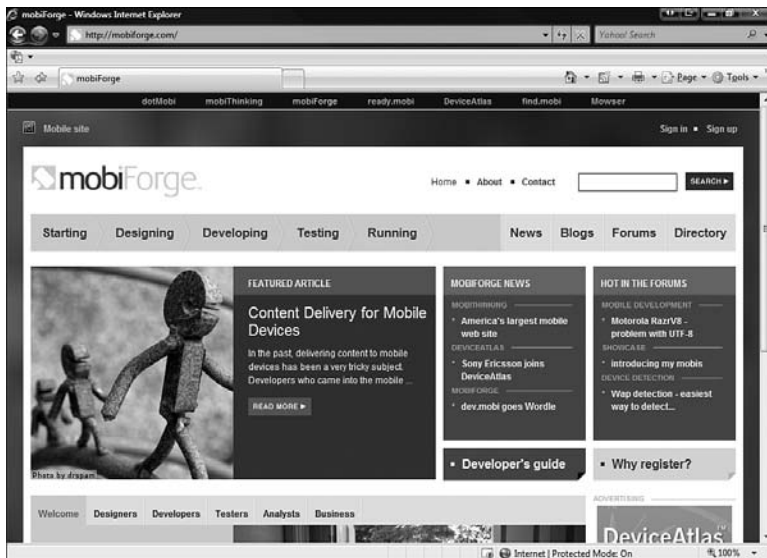 mobiForge - Windows Internet Explorer
http://mobiforge.com/
Yahoo! Search
mobiForge
Page
Tools
dotMobi mobiThinking mobiForge ready.mobi DeviceAtlas find.mobi Mowser
Mobile site
Sign in Sign up
mobiForge
Home About Contact
SEARCH
Starting Designing Developing Testing Running
News Blogs Forums Directory
FEATURED ARTICLE
Content Delivery for Mobile
Devices
In the past, delivering content to mobile
devices has been a very tricky subject.
Developers who came into the mobile ...
READ MORE
Photo by drspam
MOBIFORGE NEWS
MOBITHINKING
America's largest mobile
web site
DEVICEATLAS
Sony Ericsson joins
DeviceAtlas
MOBIFORGE
dev.mobi goes Wordle
HOT IN THE FORUMS
MOBILE DEVELOPMENT
Motorola RazrV8 -
problem with UTF-8
SHOWCASE
introducing my mobis
DEVICE DETECTION
Wap detection - easiest
way to detect...
Developer's guide
Why register?
Welcome Designers Developers Testers Analysts Business
ADVERTISING
DeviceAtlas™
Internet | Protected Mode: On
100%